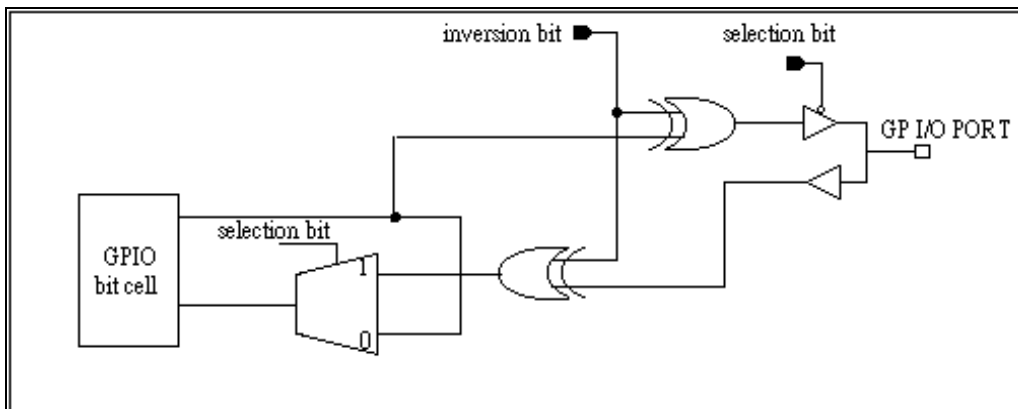 inversion bit
selection bit
GP I/O PORT
selection bit
GPIO
bit cell
1
0